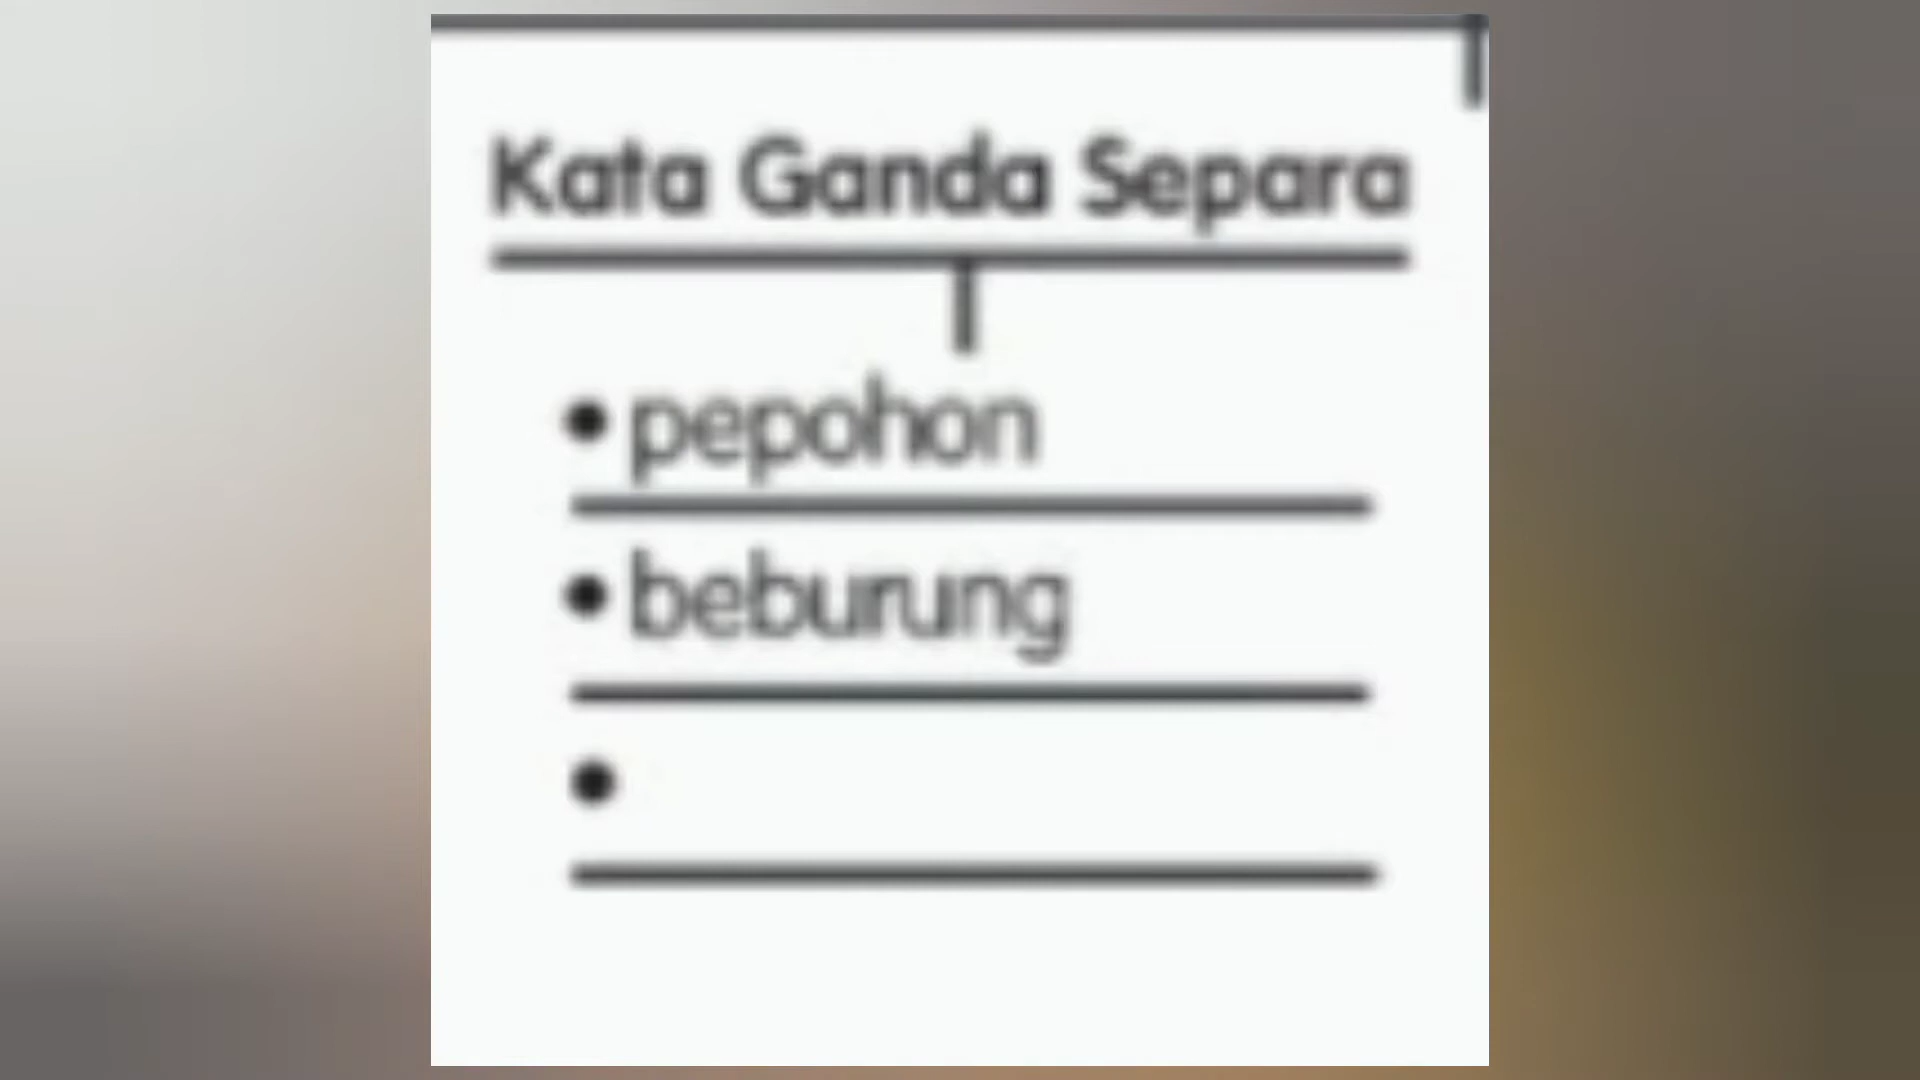 Kata Ganda Separa
• pepohon
• beburung
•